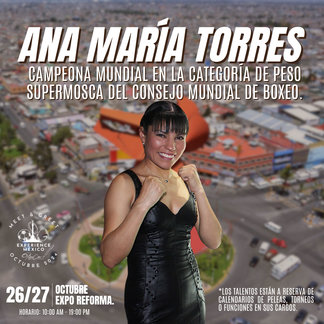 ANA MARÍA TORRES
CAMPEONA MUNDIAL EN LA CATEGORÍA DE PESO
SUPERMOSCA DEL CONSEJO MUNDIAL DE BOXEO.
MEET & GREET
EXPERIENCE
MEXICO
OCTUBRE 2024
26/27
OCTUBRE
EXPO REFORMA.
HORARIO: 10:00 AM - 19:00 PM
*LOS TALENTOS ESTÁN A RESERVA DE
CALENDARIOS DE PELEAS, TORNEOS
O FUNCIONES EN SUS CARGOS.